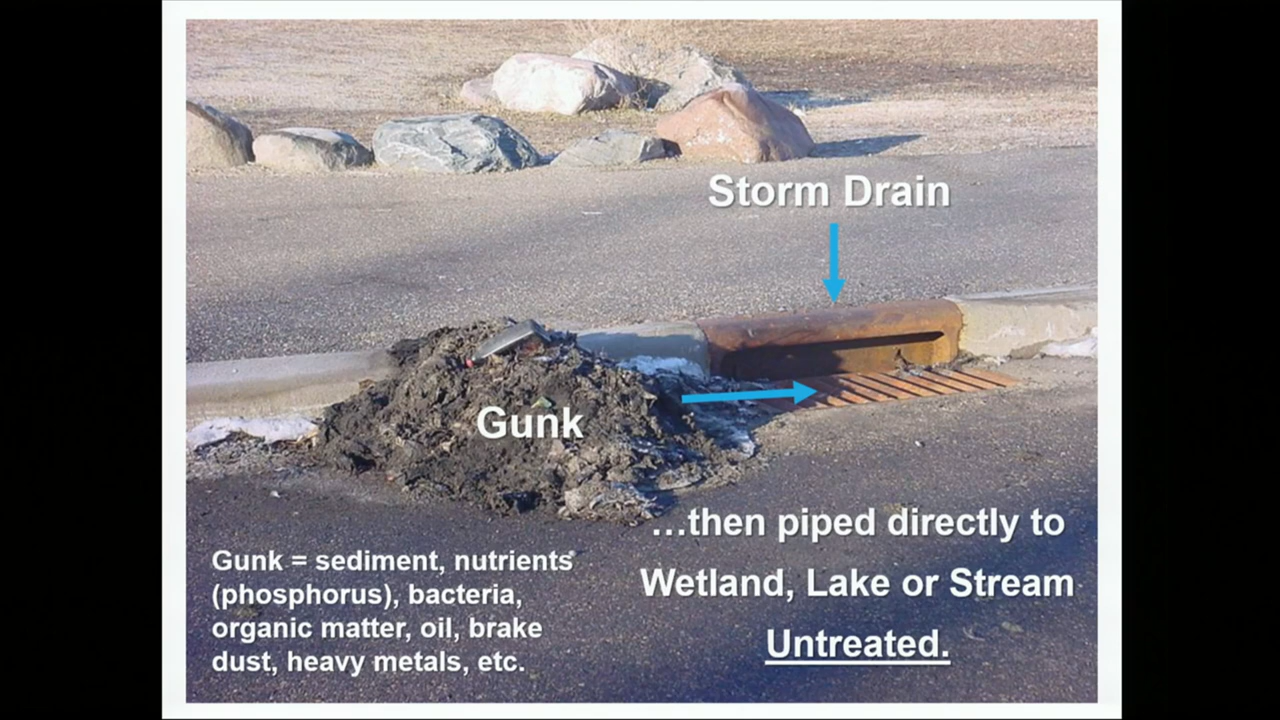 Storm Drain
Gunk
…then piped directly to
Wetland, Lake or Stream
Untreated.
Gunk = sediment, nutrients
(phosphorus), bacteria,
organic matter, oil, brake
dust, heavy metals, etc.